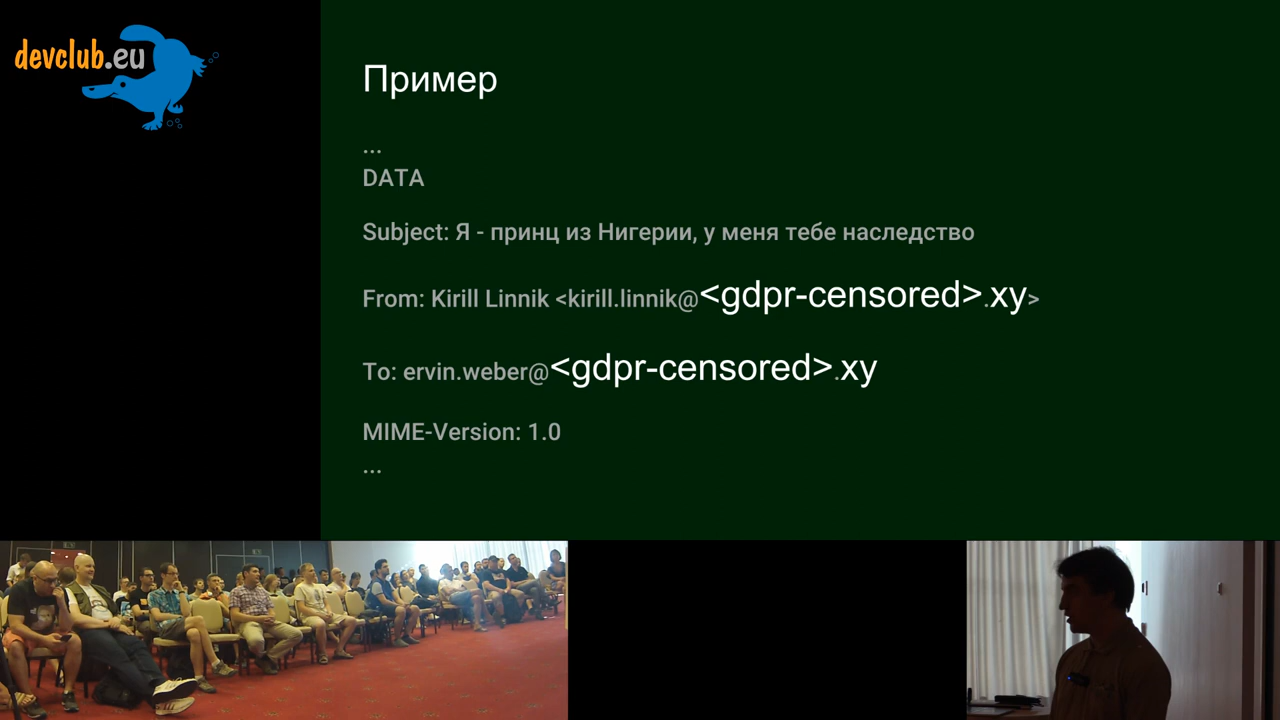 devclub.eu
Пример
...
DATA
Subject: Я - принц из Нигерии, у меня тебе наследство
From: Kirill Linnik <kirill.linnik@<gdpr-censored>.xy>
To: ervin.weber@<gdpr-censored>.xy
MIME-Version: 1.0
...